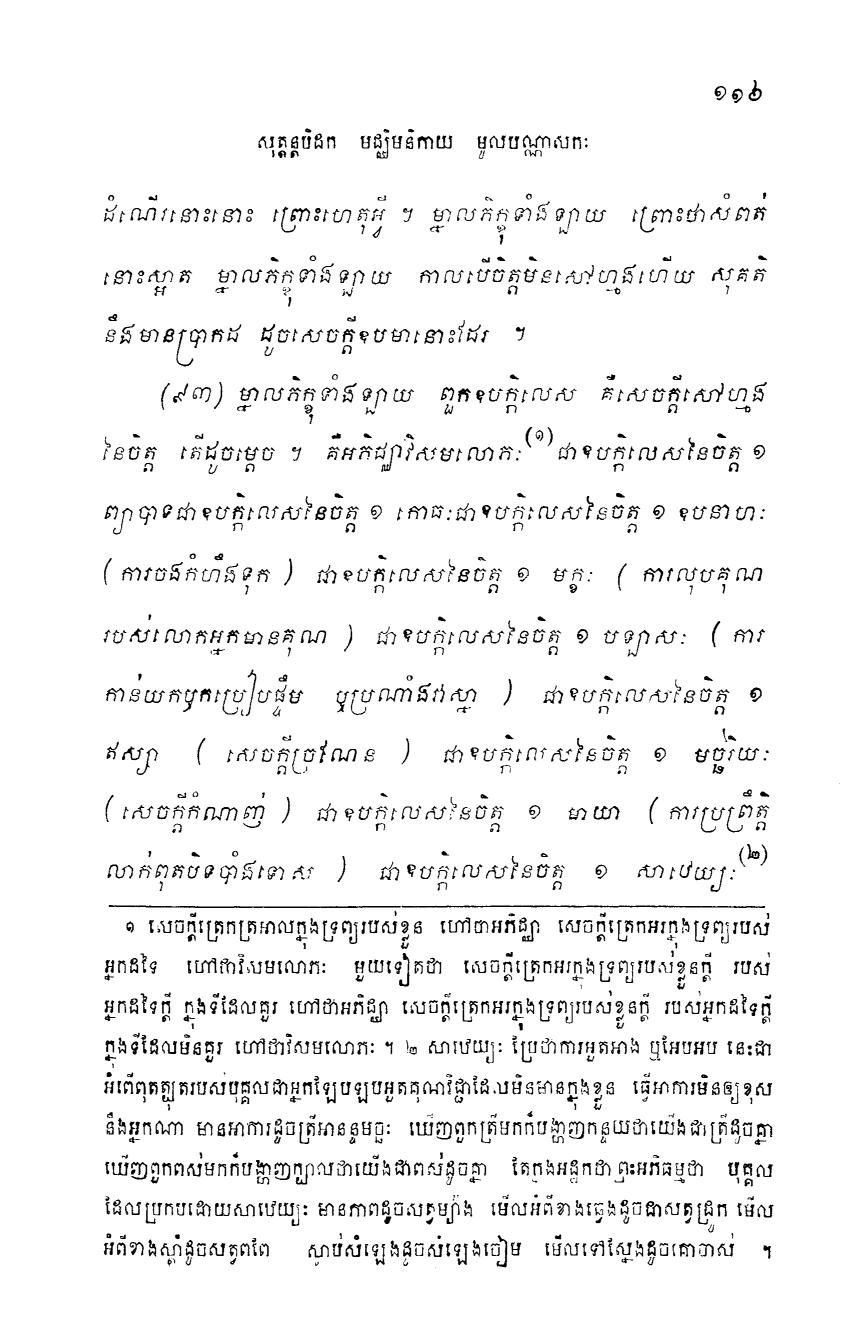 ១១៦
សុត្តន្តបិដក មជ្ឈិមនិកាយ មូលបណ្ណាសកៈ
ដំណើរនោះនោះ ព្រោះហេតុអ្វី ។ ម្នាលភិក្ខុទាំងឡាយ ព្រោះថាសំពត់
នោះស្អាត ម្នាលភិក្ខុទាំងឡាយ កាលបើចិត្តមិនសៅហ្មងហើយ សុគតិ
នឹងមានប្រាកដ ដូចសេចក្តីឧបមានោះដែរ ។
(៩៣) ម្នាលភិក្ខុទាំងឡាយ ពួកឧបក្កិលេស គឺសេចក្តីសៅហ្មង
នៃចិត្ត តើដូចម្តេច ។ គឺអភិជ្ឈាវិសមលោភៈ(១) ជាឧបក្កិលេសនៃចិត្ត ១
ព្យាបាទជាឧបក្កិលេសនៃចិត្ត ១ កោធៈជាឧបក្កិលេសនៃចិត្ត ១ ឧបនាហៈ
(ការចងកំហឹងទុក) ជាឧបក្កិលេសនៃចិត្ត ១ មក្ខៈ (ការលុបគុណ
របស់លោកអ្នកមានគុណ) ជាឧបក្កិលេសនៃចិត្ត ១ បឡាសៈ (ការ
កាន់យកឫកប្រៀបផ្ទឹម ឬប្រណាំងវាស្នា) ជាឧបក្កិលេសនៃចិត្ត ១
ឥស្សា (សេចក្តីច្រណែន) ជាឧបក្កិលេសនៃចិត្ត ១ មច្ឆរិយៈ
(សេចក្តីកំណាញ់) ជាឧបក្កិលេសនៃចិត្ត ១ មាយា (ការប្រព្រឹត្តិ
លាក់ពុតបិទបាំងទោស) ជាឧបក្កិលេសនៃចិត្ត ១ សាឋេយ្យៈ(២)
១ សេចក្តីត្រេកត្រអាលក្នុងទ្រព្យរបស់ខ្លួន ហៅថាអភិជ្ឈា សេចក្តីត្រេកអរក្នុងទ្រព្យរបស់
អ្នកដទៃ ហៅថាវិសមលោភៈ មួយទៀតថា សេចក្តីត្រេកអរក្នុងទ្រព្យរបស់ខ្លួនក្តី របស់
អ្នកដទៃក្តី ក្នុងទីដែលគួរ ហៅថាអភិជ្ឈា សេចក្តីត្រេកអរក្នុងទ្រព្យរបស់ខ្លួនក្តី របស់អ្នកដទៃក្តី
ក្នុងទីដែលមិនគួរ ហៅថាវិសមលោភៈ ។ ២ សាឋេយ្យៈ ប្រែថាការអួតអាង ឬអែបអប នេះជា
អំពើពុតត្បុតរបស់បុគ្គលជាអ្នកឡែបឡបអួតគុណវិជ្ជាដែលមិនមានក្នុងខ្លួន ធ្វើអាការមិនឲ្យខុស
នឹងអ្នកណា មានអាការដូចត្រីអាននូមច្ឆៈ ឃើញពួកត្រីមកក៏បង្ហាញកន្ទុយថាយើងជាត្រីដូចគ្នា
ឃើញពួកពស់មកក៏បង្ហាញក្បាលថាយើងជាពស់ដូចគ្នា តែក្នុងអដ្ឋកថាព្រះអភិធម្មថា បុគ្គល
ដែលប្រកបដោយសាឋេយ្យៈ មានភាពដូចសត្វម្យ៉ាង មើលអំពីខាងឆ្វេងដូចជាសត្វជ្រូក មើល
អំពីខាងស្តាំដូចសត្វពពែ ស្តាប់សំឡេងដូចសំឡេងចៀម មើលទៅស្នែងដូចគោចាស់ ។